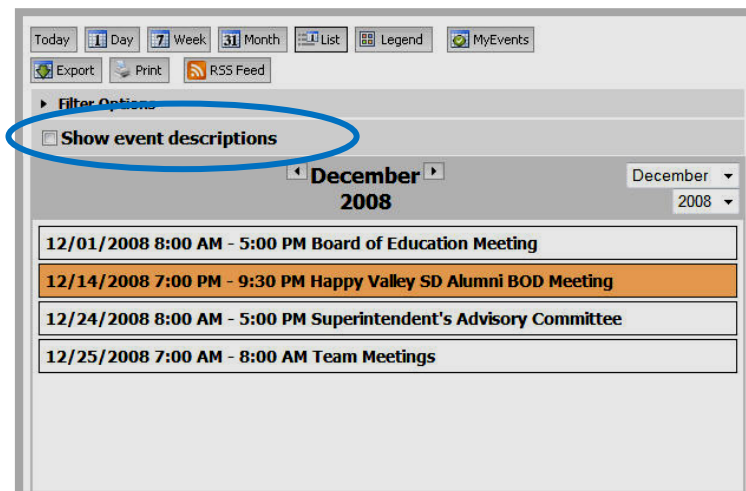 Today 1 Day 7 Week 31 Month List Legend MyEvents
Export Print RSS Feed
Filter Options
Show event descriptions
December
2008
December
2008
12/01/2008 8:00 AM - 5:00 PM Board of Education Meeting
12/14/2008 7:00 PM - 9:30 PM Happy Valley SD Alumni BOD Meeting
12/24/2008 8:00 AM - 5:00 PM Superintendent's Advisory Committee
12/25/2008 7:00 AM - 8:00 AM Team Meetings